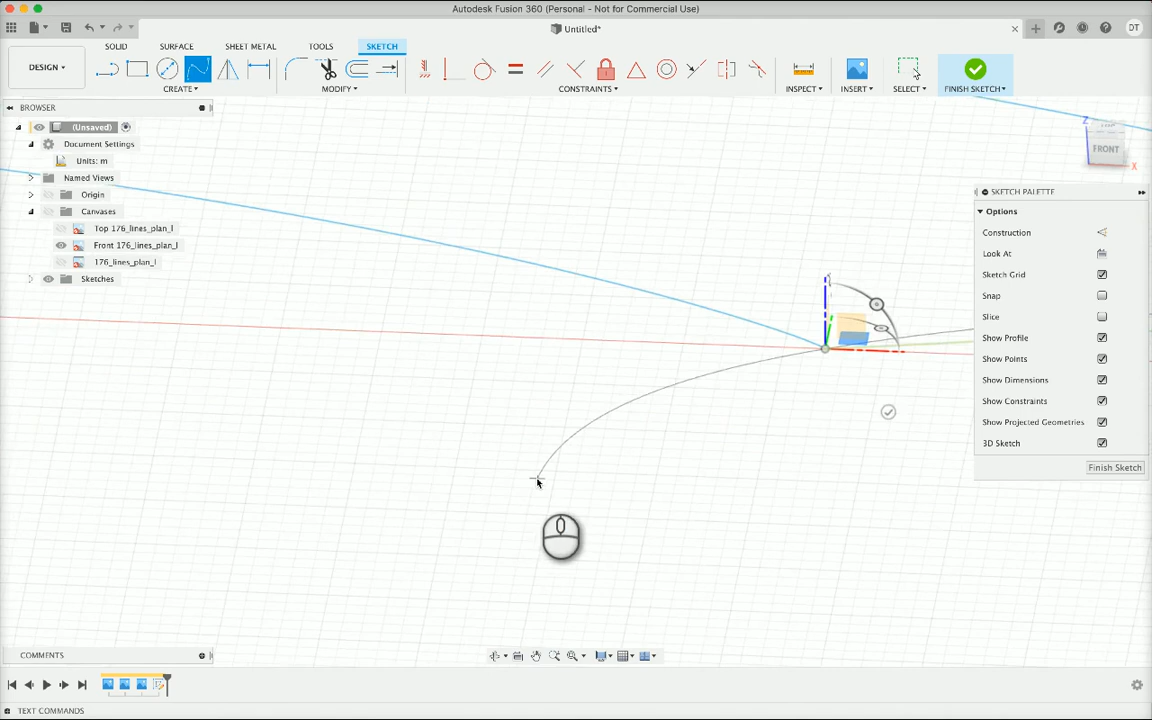 Autodesk Fusion 360 (Personal - Not for Commercial Use)
Untitled*
DT
DESIGN
SOLID SURFACE SHEET METAL TOOLS SKETCH
CREATE MODIFY CONSTRAINTS INSPECT INSERT SELECT FINISH SKETCH
BROWSER
(Unsaved)
Document Settings
Units: m
Named Views
Origin
Canvases
Top 176_lines_plan_l
Front 176_lines_plan_l
176_lines_plan_l
Sketches
Z
FRONT
X
SKETCH PALETTE
Options
Construction
Look At
Sketch Grid
Snap
Slice
Show Profile
Show Points
Show Dimensions
Show Constraints
Show Projected Geometries
3D Sketch
Finish Sketch
COMMENTS
TEXT COMMANDS